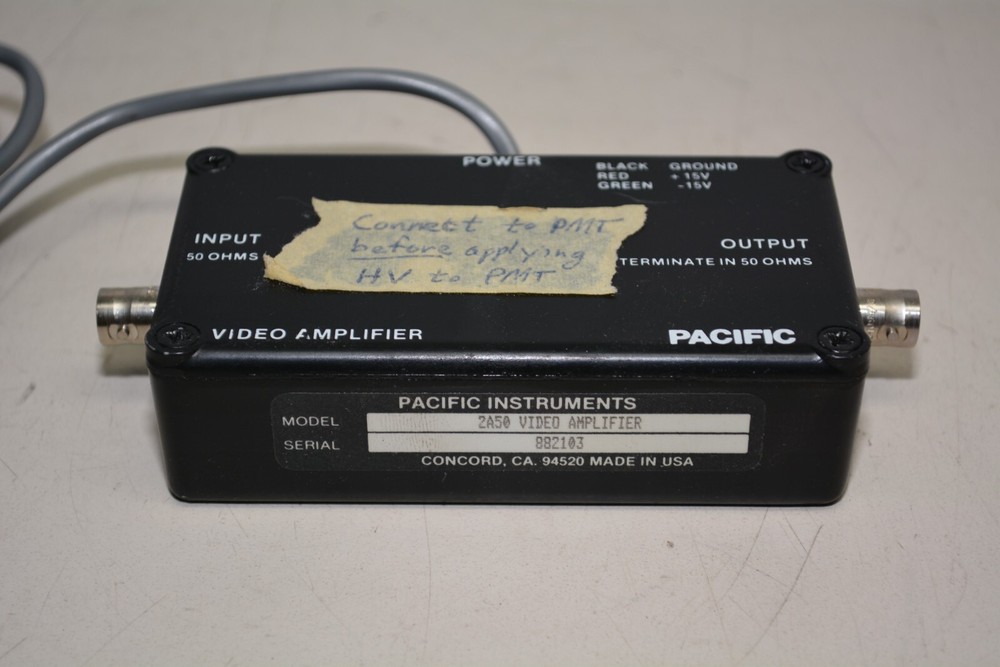 POWER
BLACK GROUND
RED +15V
GREEN -15V
INPUT
50 OHMS
Connect to PMT
before applying
HV to PMT
OUTPUT
TERMINATE IN 50 OHMS
VIDEO AMPLIFIER
PACIFIC
PACIFIC INSTRUMENTS
MODEL 2A50 VIDEO AMPLIFIER
SERIAL 882103
CONCORD, CA. 94520 MADE IN USA